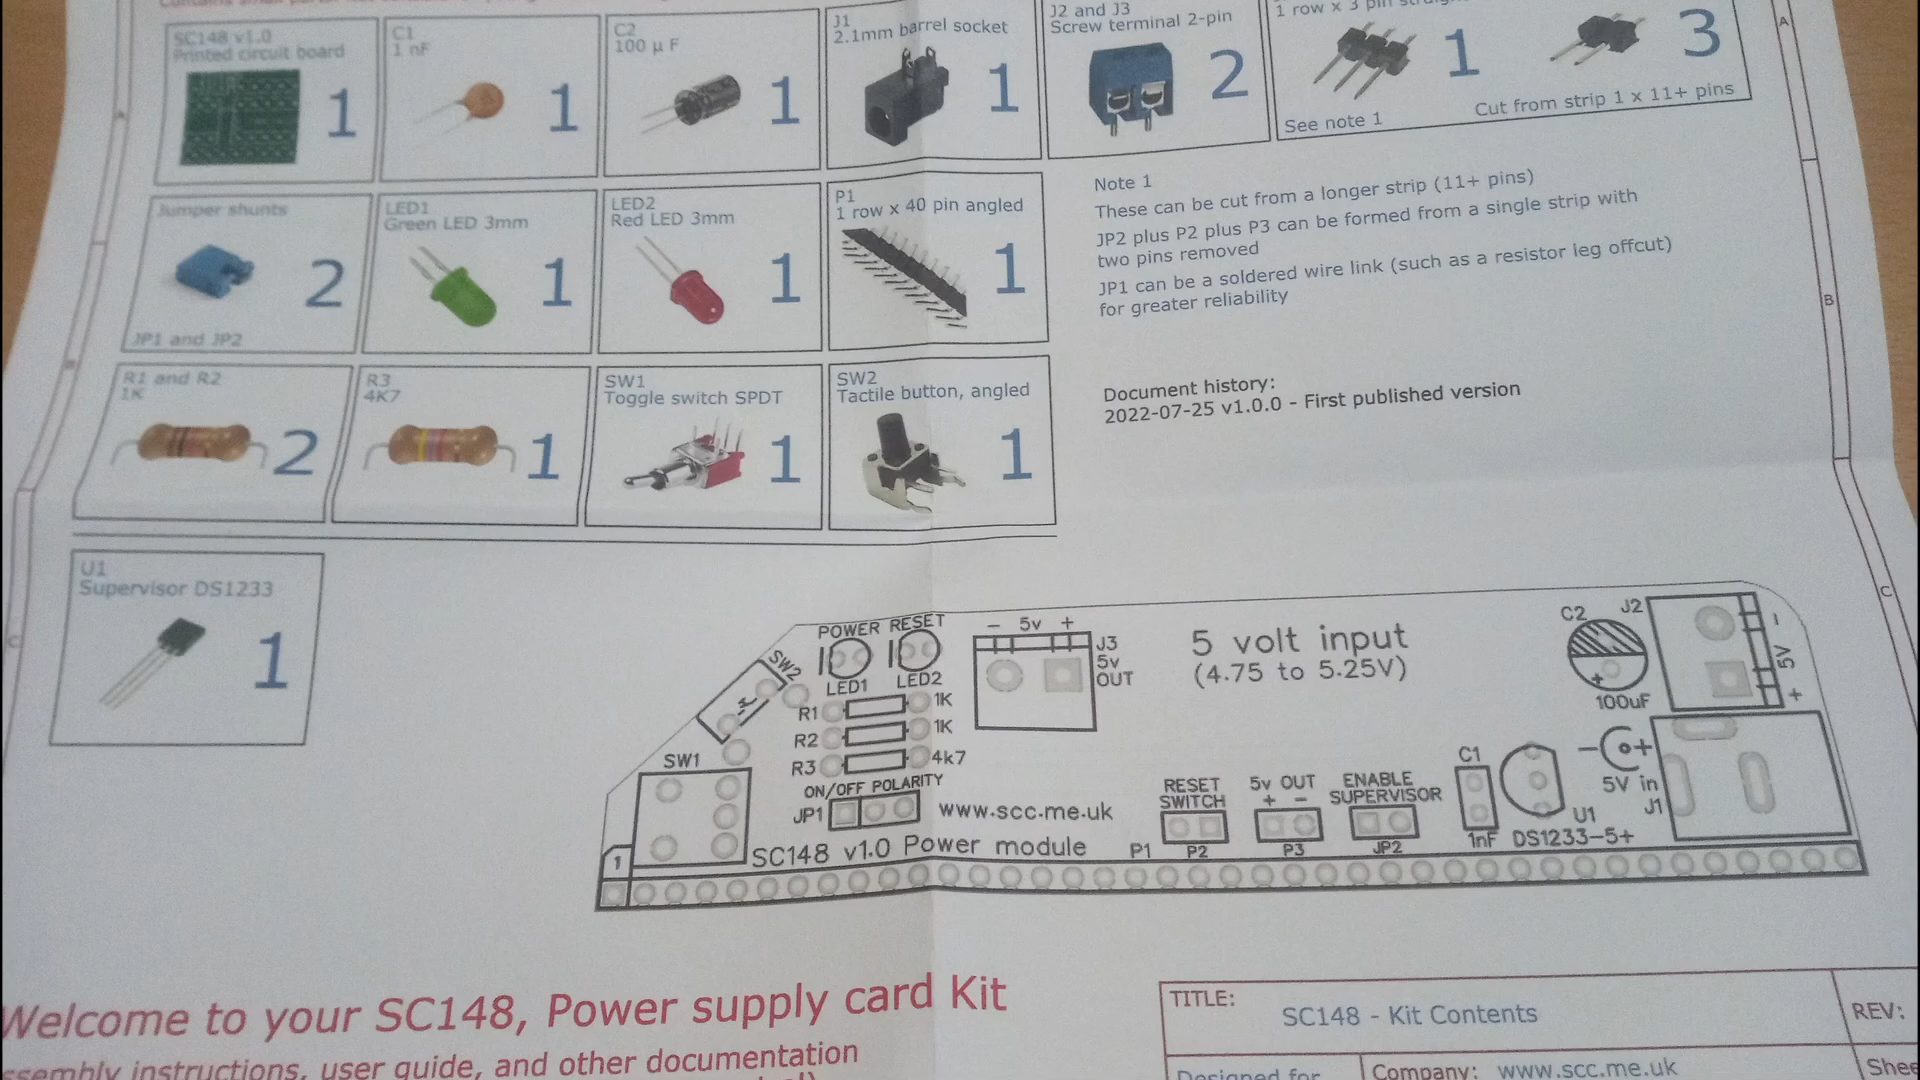 SC148 v1.0
Printed circuit board
1
C1
1 nF
1
C2
100 µ F
1
J1
2.1mm barrel socket
1
J2 and J3
Screw terminal 2-pin
2
1 row x 3 pin
1
3
See note 1
Cut from strip 1 x 11+ pins
A
A
Jumper shunts
2
JP1 and JP2
LED1
Green LED 3mm
1
LED2
Red LED 3mm
1
P1
1 row x 40 pin angled
1
Note 1
These can be cut from a longer strip (11+ pins)
JP2 plus P2 plus P3 can be formed from a single strip with
two pins removed
JP1 can be a soldered wire link (such as a resistor leg offcut)
for greater reliability
B
B
R1 and R2
1K
2
R3
4K7
1
SW1
Toggle switch SPDT
1
SW2
Tactile button, angled
1
Document history:
2022-07-25 v1.0.0 - First published version
U1
Supervisor DS1233
1
C
C
POWER RESET
SW2
LED1 LED2
- 5v +
J3
5v
OUT
5 volt input
(4.75 to 5.25V)
C2
J2
-
5V
+
+
100uF
R1 1K
R2 1K
R3 4k7
SW1
ON/OFF POLARITY
JP1
www.scc.me.uk
RESET
SWITCH
5v OUT
+ -
ENABLE
SUPERVISOR
C1
- +
5V in
J1
U1
1nF DS1233-5+
1
SC148 v1.0 Power module
P1 P2 P3 JP2
Welcome to your SC148, Power supply card Kit
ssembly instructions, user guide, and other documentation
TITLE:
SC148 - Kit Contents
REV:
Designed for
Company: www.scc.me.uk
Shee